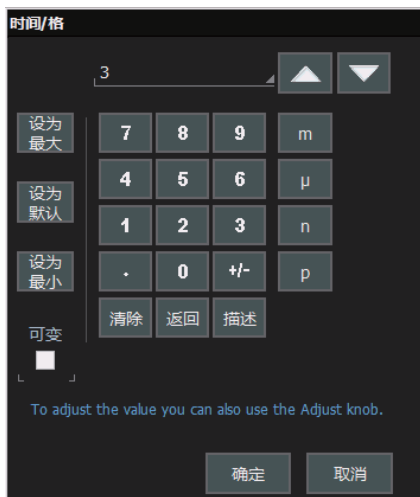 时间/格
3
设为
最大
7 8 9 m
4 5 6 µ
设为
默认
1 2 3 n
设为
最小
. 0 +/- p
清除 返回 描述
可变
To adjust the value you can also use the Adjust knob.
确定 取消